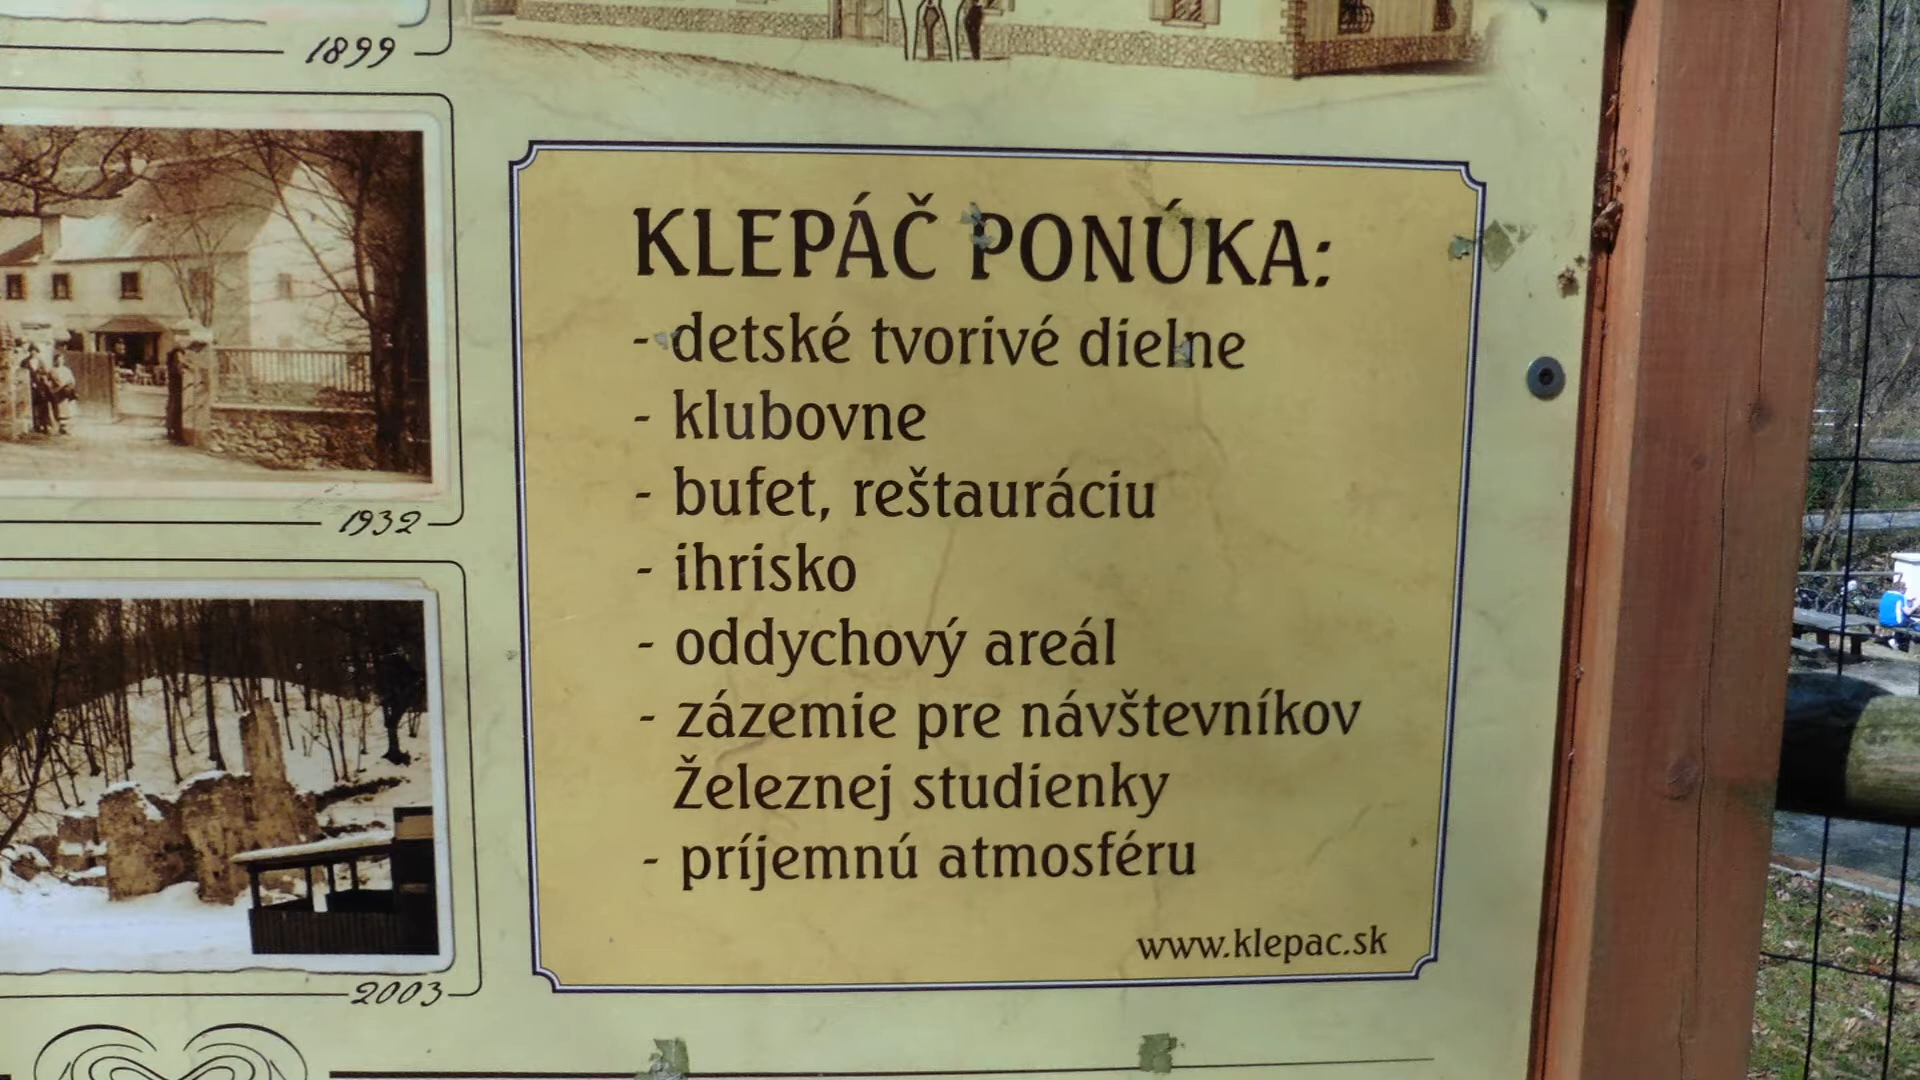 1899
1932
2003
KLEPÁČ PONÚKA:
- detské tvorivé dielne
- klubovne
- bufet, reštauráciu
- ihrisko
- oddychový areál
- zázemie pre návštevníkov
Železnej studienky
- príjemnú atmosféru
www.klepac.sk